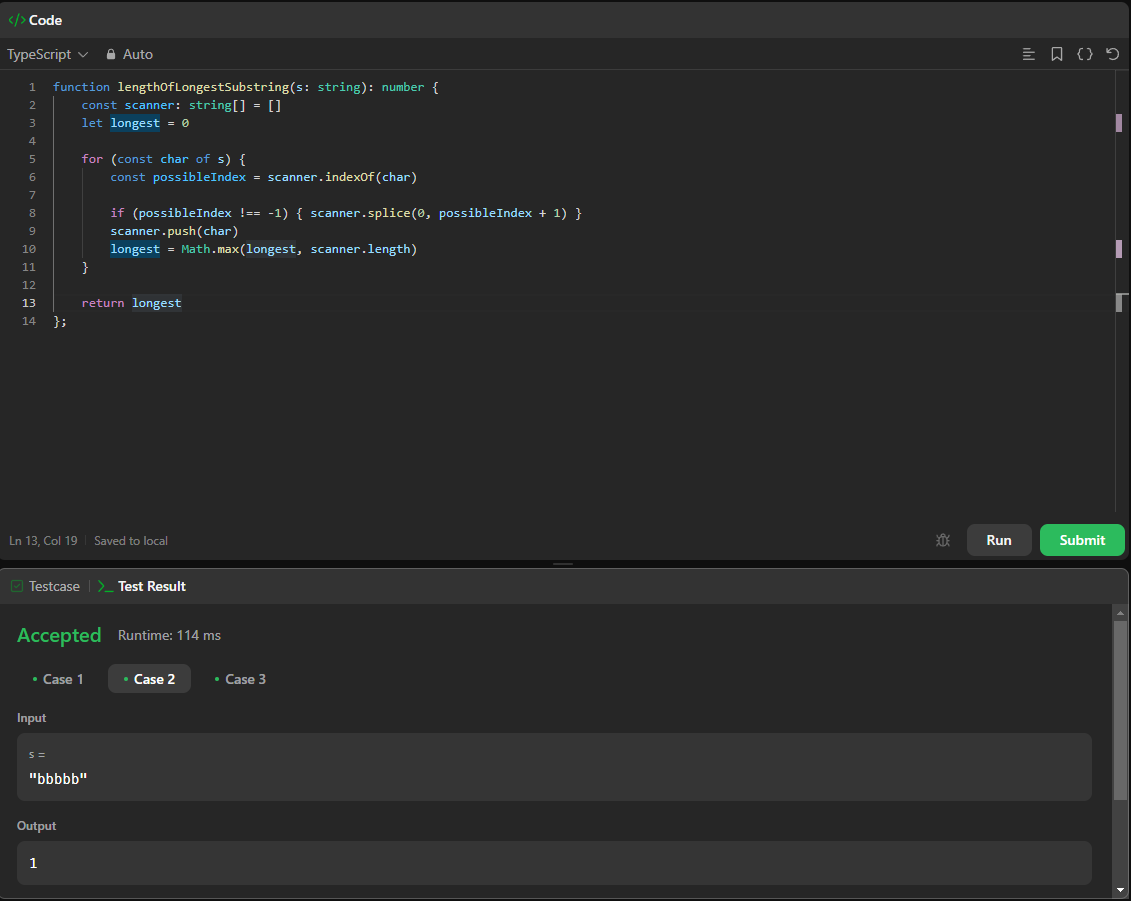 </> Code
TypeScript Auto
1 function lengthOfLongestSubstring(s: string): number {
2     const scanner: string[] = []
3     let longest = 0
4
5     for (const char of s) {
6         const possibleIndex = scanner.indexOf(char)
7
8         if (possibleIndex !== -1) { scanner.splice(0, possibleIndex + 1) }
9         scanner.push(char)
10         longest = Math.max(longest, scanner.length)
11     }
12
13     return longest
14 };
Ln 13, Col 19 Saved to local
Run
Submit
Testcase | >_ Test Result
Accepted Runtime: 114 ms
• Case 1 • Case 2 • Case 3
Input
s =
"bbbbb"
Output
1